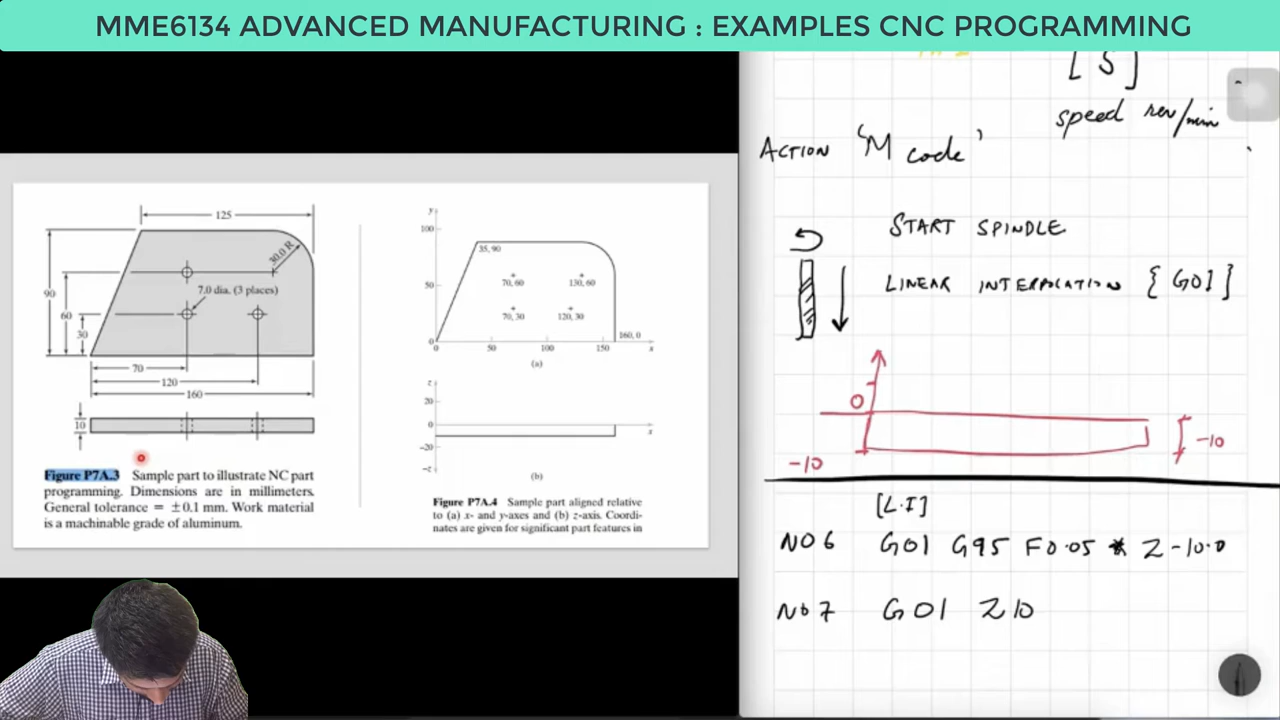 MME6134 ADVANCED MANUFACTURING : EXAMPLES CNC PROGRAMMING
125
30.0 R
7.0 dia. (3 places)
90
60
30
70
120
160
10
Figure P7A.3 Sample part to illustrate NC part
programming. Dimensions are in millimeters.
General tolerance = ±0.1 mm. Work material
is a machinable grade of aluminum.
y
100
35, 90
70, 60
130, 60
50
70, 30
120, 30
160, 0
0
0
50
100
150
x
(a)
z
20
0
x
-20
-z
(b)
Figure P7A.4 Sample part aligned relative
to (a) x- and y-axes and (b) z-axis. Coordi-
nates are given for significant part features in
[S]
speed rev/min
ACTION 'M code'
START SPINDLE
LINEAR INTERPOLATION {G01}
0
-10
-10
[L.I]
N06 G01 G95 F0.05 * Z-10.0
N07 G01 Z10